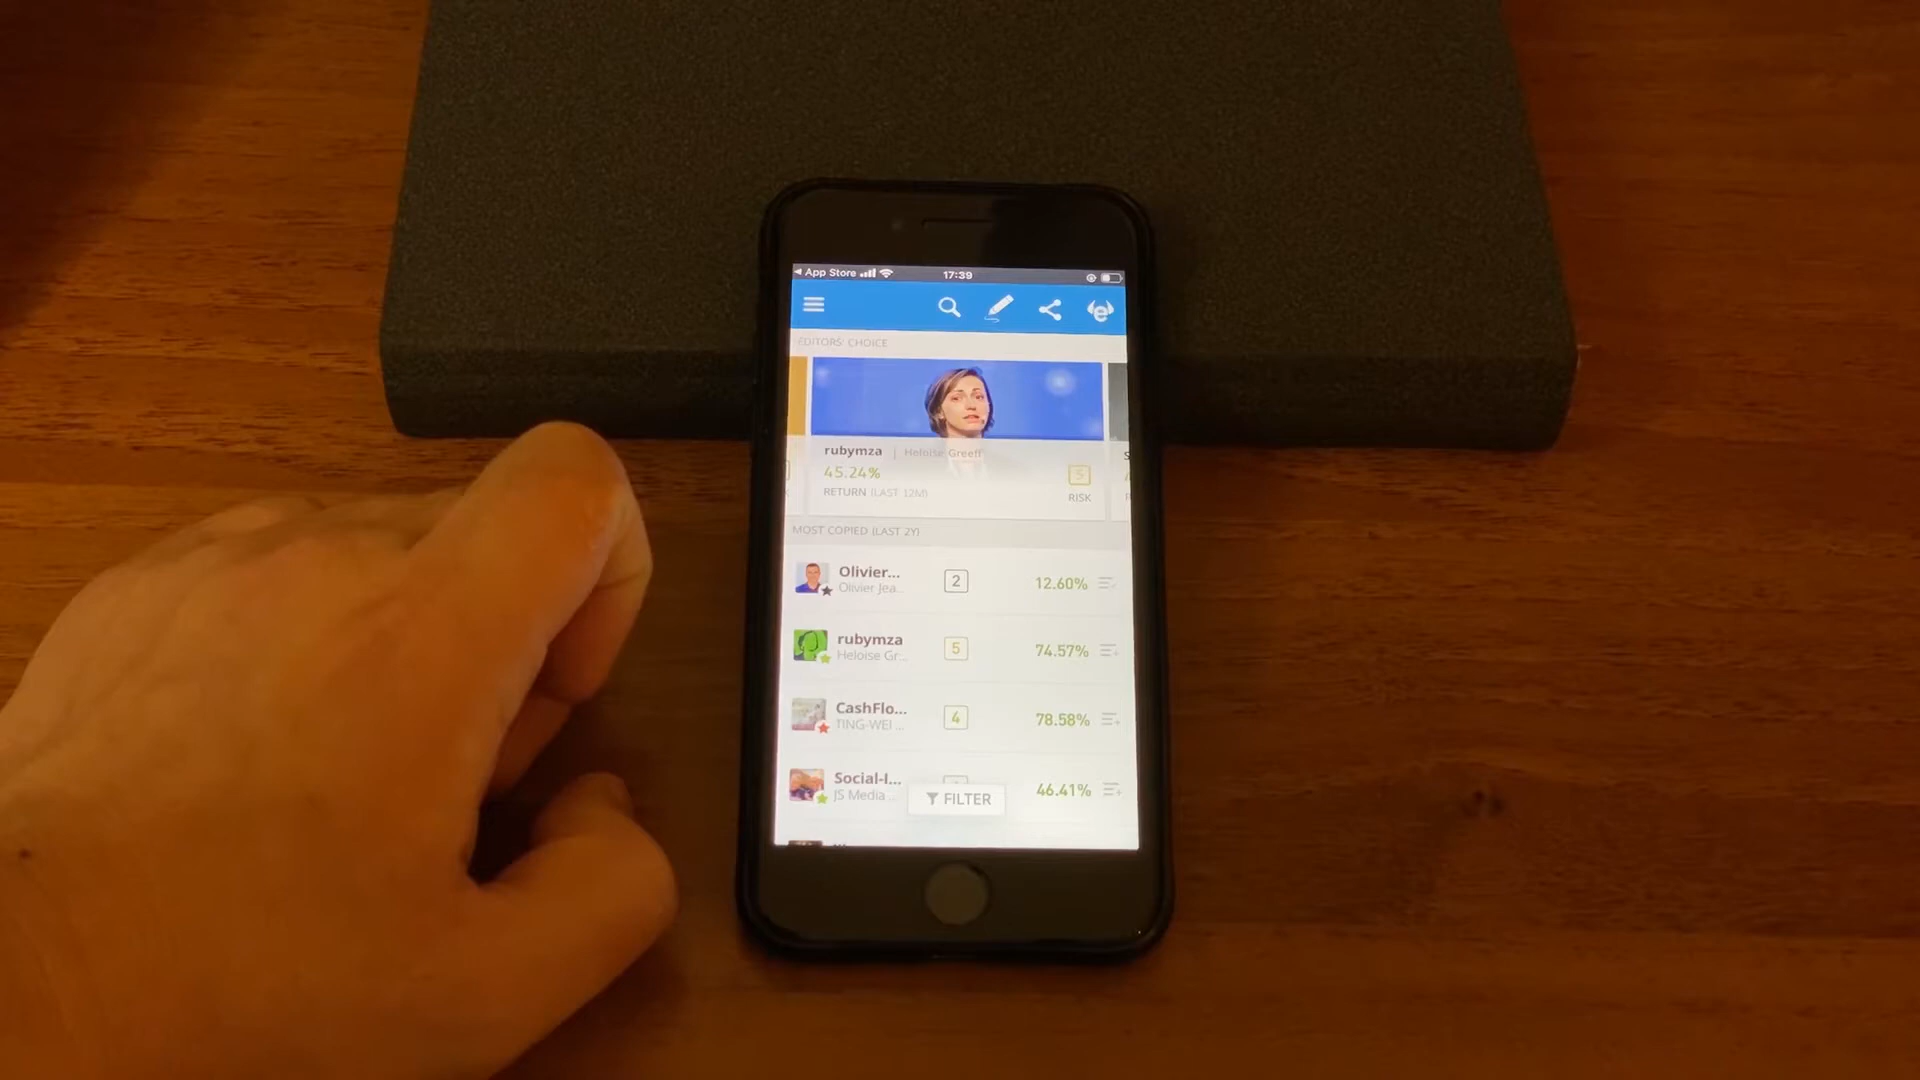 App Store
17:39
EDITORS' CHOICE
rubymza | Heloise Greeff
45.24%
5
RETURN (LAST 12M)
RISK
MOST COPIED (LAST 2Y)
Olivier...
2
12.60%
Olivier Jea...
rubymza
5
74.57%
Heloise Gr...
CashFlo...
4
78.58%
TING-WEI ...
Social-I...
46.41%
JS Media ...
FILTER